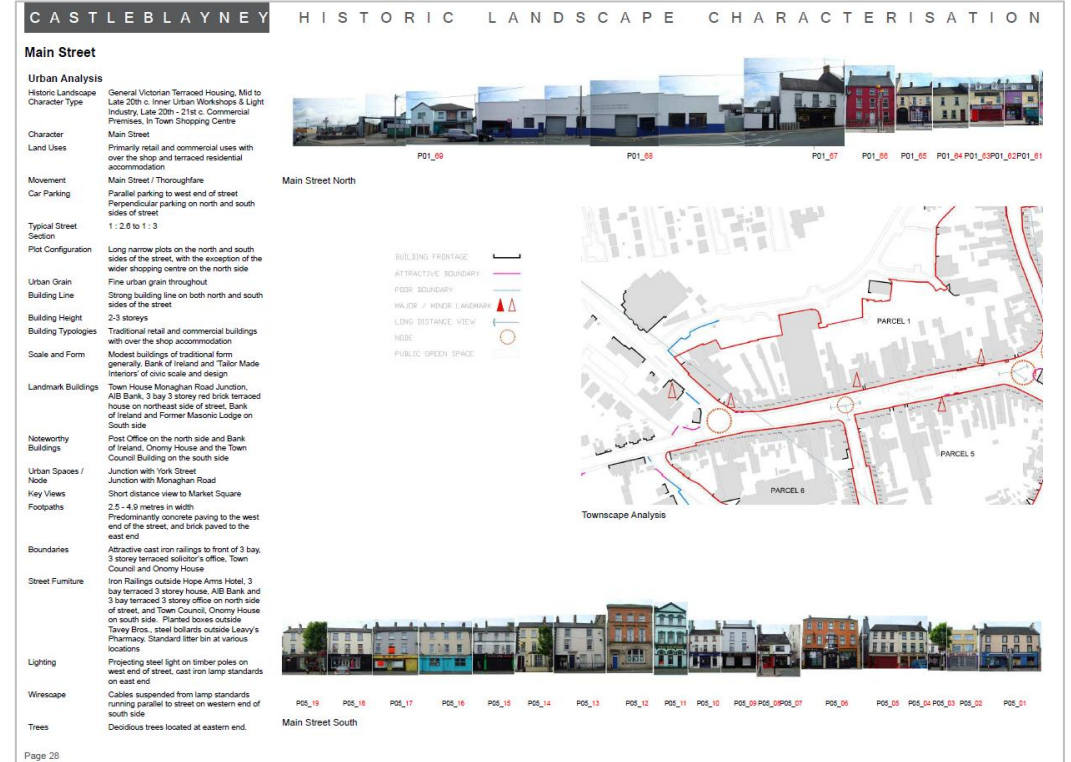 CASTLEBLAYNEY HISTORIC LANDSCAPE CHARACTERISATION
Main Street
Urban Analysis
Historic Landscape Character Type
General Victorian Terraced Housing, Mid to
Late 20th c. Inner Urban Workshops & Light
Industry, Late 20th - 21st c. Commercial
Premises, In Town Shopping Centre
Character
Main Street
Land Uses
Primarily retail and commercial uses with
over the shop and terraced residential
accommodation
Movement
Main Street / Thoroughfare
Car Parking
Parallel parking to west end of street
Perpendicular parking on north and south
sides of street
Typical Street
Section
1 : 2.6 to 1 : 3
Plot Configuration
Long narrow plots on the north and south
sides of the street, with the exception of the
wider shopping centre on the north side
Urban Grain
Fine urban grain throughout
Building Line
Strong building line on both north and south
sides of the street
Building Height
2-3 storeys
Building Typologies
Traditional retail and commercial buildings
with over the shop accommodation
Scale and Form
Modest buildings of traditional form
generally. Bank of Ireland and 'Tailor Made
Interiors' of civic scale and design
Landmark Buildings
Town House Monaghan Road Junction,
AIB Bank, 3 bay 3 storey red brick terraced
house on northeast side of street, Bank
of Ireland and Former Masonic Lodge on
South side
Noteworthy
Buildings
Post Office on the north side and Bank
of Ireland, Onomy House and the Town
Council Building on the south side
Urban Spaces /
Node
Junction with York Street
Junction with Monaghan Road
Key Views
Short distance view to Market Square
Footpaths
2.5 - 4.9 metres in width
Predominantly concrete paving to the west
end of the street, and brick paved to the
east end
Boundaries
Attractive cast iron railings to front of 3 bay,
3 storey terraced solicitor's office, Town
Council and Onomy House
Street Furniture
Iron Railings outside Hope Arms Hotel, 3
bay terraced 3 storey house, AIB Bank and
3 bay terraced 3 storey office on north side
of street, and Town Council, Onomy House
on south side. Planted boxes outside
Tavey Bros., steel bollards outside Leavy's
Pharmacy. Standard litter bin at various
locations
Lighting
Projecting steel light on timber poles on
west end of street, cast iron lamp standards
on east end
Wirescape
Cables suspended from lamp standards
running parallel to street on western end of
south side
Trees
Decidious trees located at eastern end.
Page 28
P01_69 P01_68 P01_67 P01_66 P01_65 P01_64 P01_63 P01_62 P01_61
Main Street North
BUILDING FRONTAGE
ATTRACTIVE BOUNDARY
POOR BOUNDARY
MAJOR / MINOR LANDMARK
LONG DISTANCE VIEW
NODE
PUBLIC GREEN SPACE
PARCEL 1
PARCEL 5
PARCEL 6
Townscape Analysis
P05_19 P05_18 P05_17 P05_16 P05_15 P05_14 P05_13 P05_12 P05_11 P05_10 P05_09 P05_08 P05_07 P05_06 P05_05 P05_04 P05_03 P05_02 P05_01
Main Street South